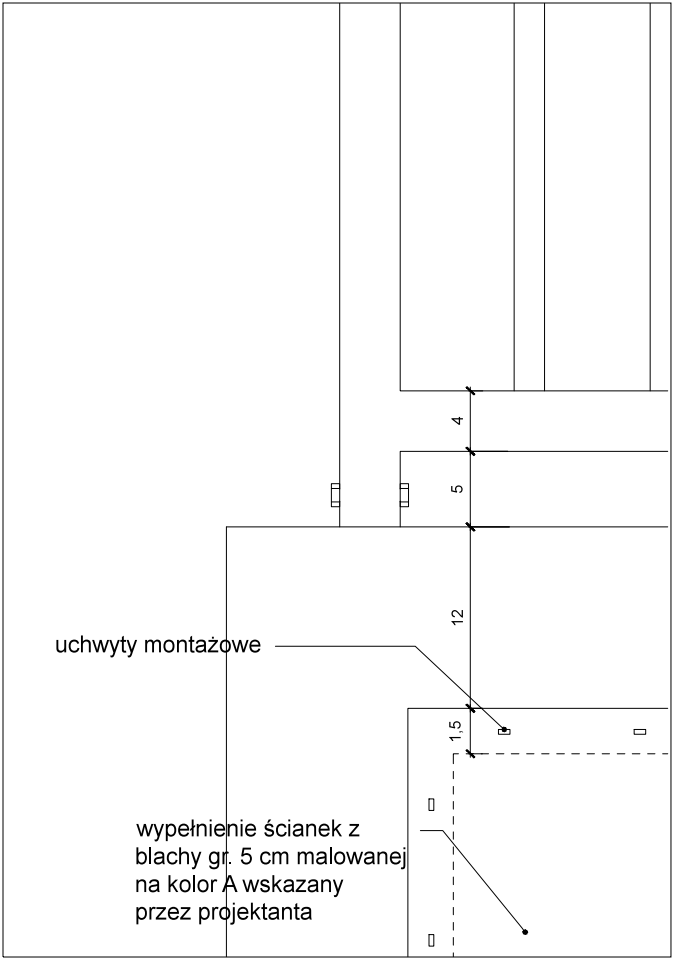 4
5
12
uchwyty montażowe
1,5
wypełnienie ścianek z
blachy gr. 5 cm malowanej
na kolor A wskazany
przez projektanta